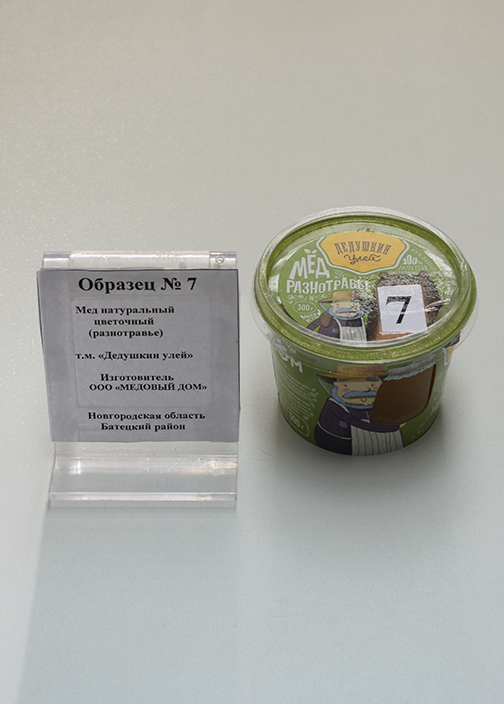 Образец № 7
Мед натуральный
цветочный
(разнотравье)
т.м. «Дедушкин улей»
Изготовитель
ООО «МЕДОВЫЙ ДОМ»
Новгородская область
Батецкий район
ДЕДУШКИН
Улей
МЁД
РАЗНОТРАВЬЕ
300 г
7